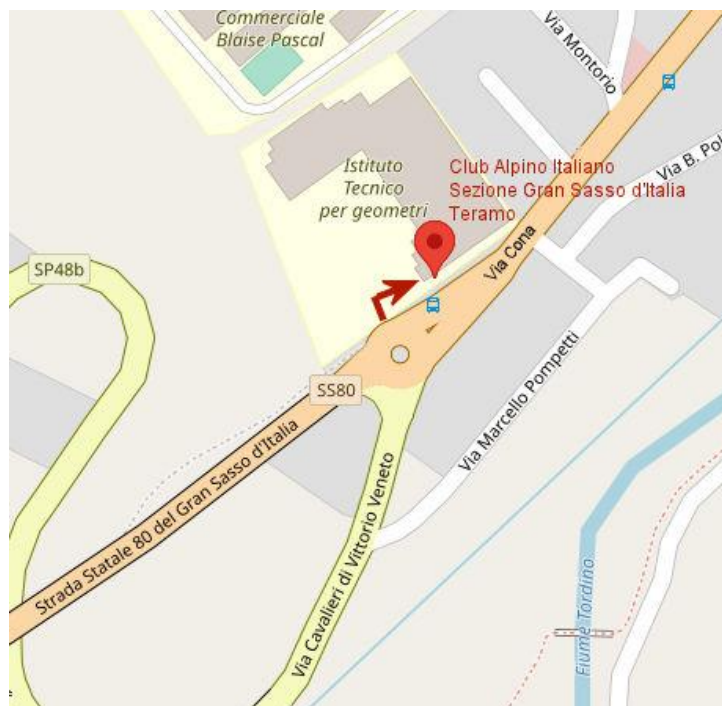 Commerciale
Blaise Pascal
Via Montorio
Istituto
Tecnico
per geometri
Club Alpino Italiano
Sezione Gran Sasso d'Italia
Teramo
Via B. Pol
Via Cona
SP48b
SS80
Via Marcello Pompetti
Strada Statale 80 del Gran Sasso d'Italia
Via Cavalieri di Vittorio Veneto
Fiume Tordino